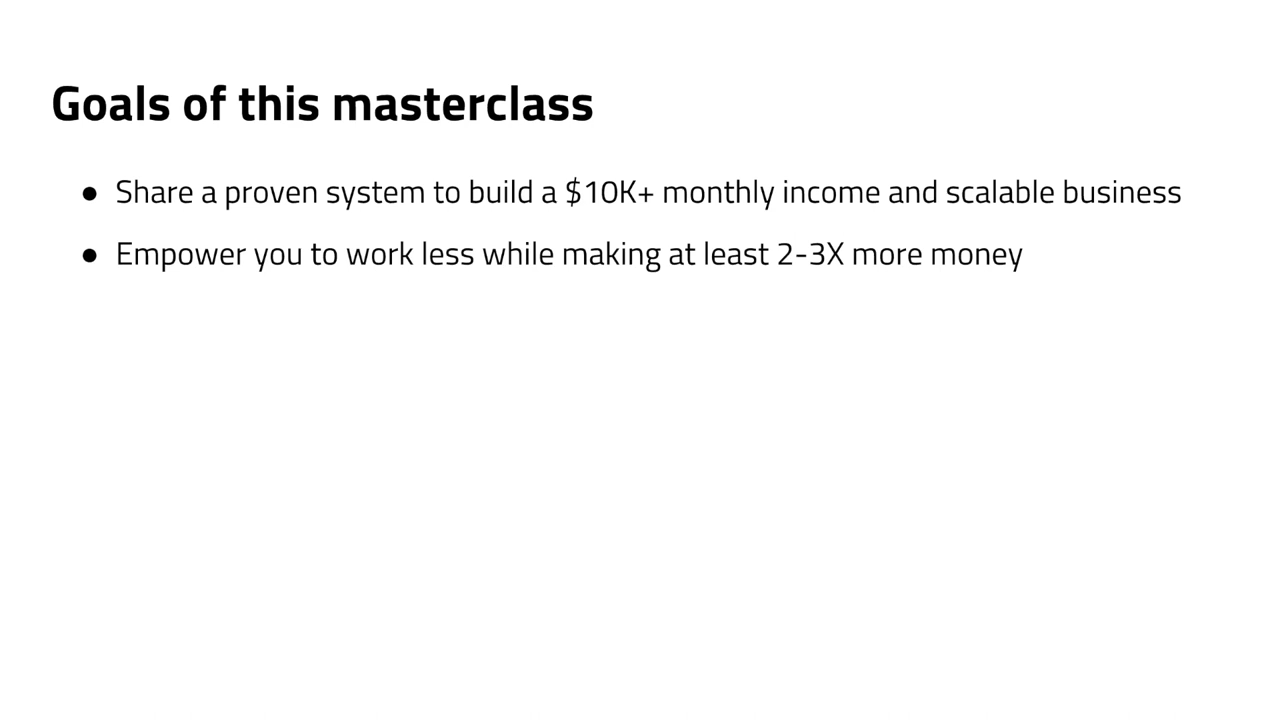 Goals of this masterclass
● Share a proven system to build a $10K+ monthly income and scalable business
● Empower you to work less while making at least 2-3X more money